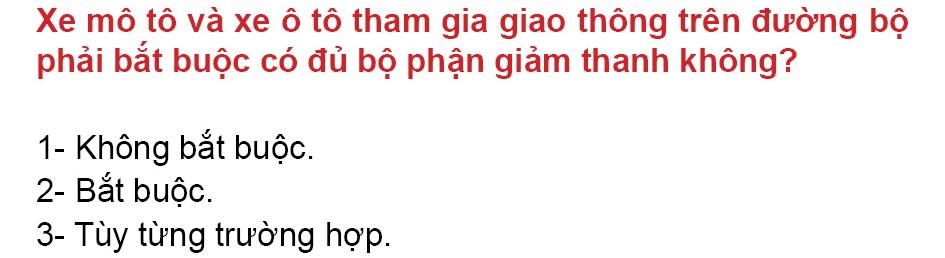 Xe mô tô và xe ô tô tham gia giao thông trên đường bộ
phải bắt buộc có đủ bộ phận giảm thanh không?
1- Không bắt buộc.
2- Bắt buộc.
3- Tùy từng trường hợp.